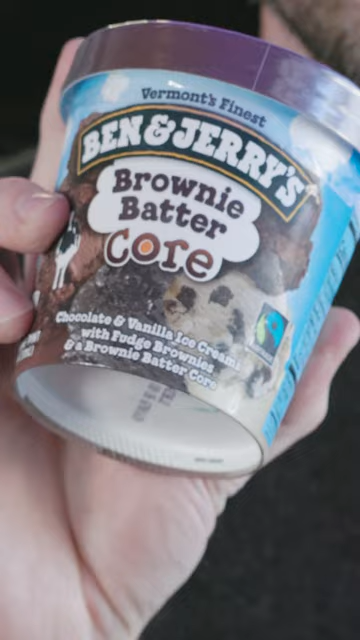 Vermont's Finest
BEN & JERRY'S
Brownie
Batter
Core
Chocolate & Vanilla Ice Creams
with Fudge Brownies
& a Brownie Batter Core